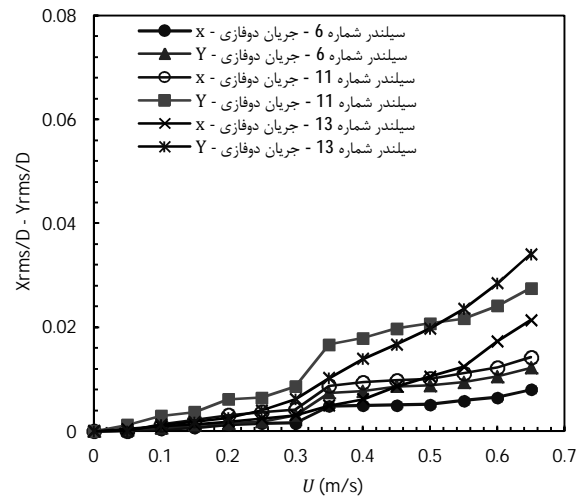 0.08
0.06
0.04
0.02
0
Xrms/D - Yrms/D
سیلندر شماره 6 - جریان دوفازی - x
سیلندر شماره 6 - جریان دوفازی - Y
سیلندر شماره 11 - جریان دوفازی - x
سیلندر شماره 11 - جریان دوفازی - Y
سیلندر شماره 13 - جریان دوفازی - x
سیلندر شماره 13 - جریان دوفازی - Y
0 0.1 0.2 0.3 0.4 0.5 0.6 0.7
U (m/s)